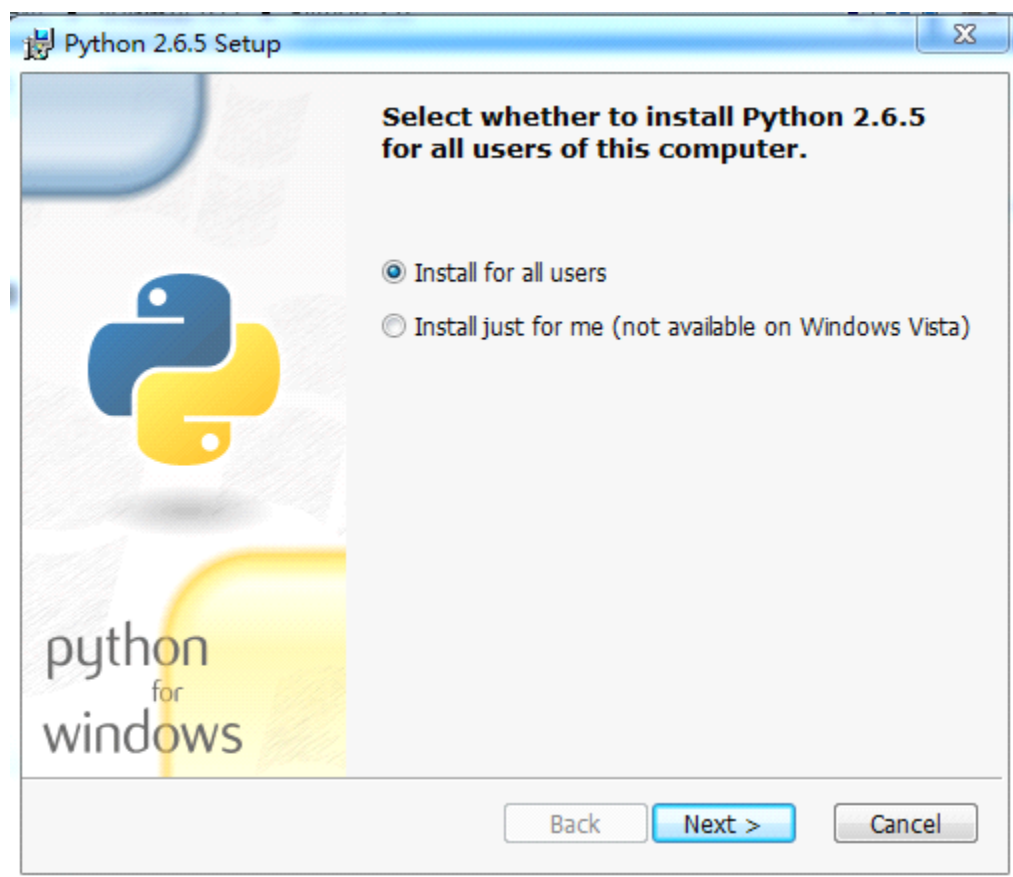 Python 2.6.5 Setup
Select whether to install Python 2.6.5
for all users of this computer.
Install for all users
Install just for me (not available on Windows Vista)
python
for
windows
Back
Next >
Cancel